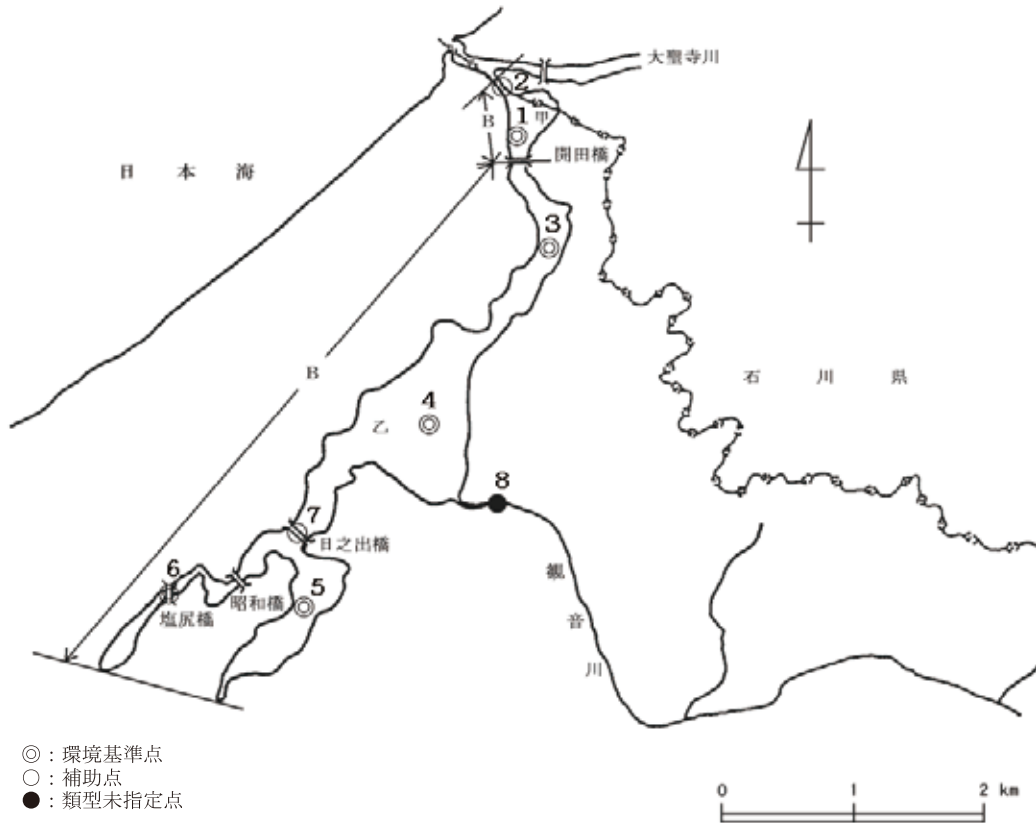 大聖寺川
2
甲
1
B
開田橋
日本海
3
石川県
B
4
乙
8
7
日之出橋
6
5
昭和橋
塩尻橋
観音川
◎：環境基準点
○：補助点
●：類型未指定点
0 1 2 km